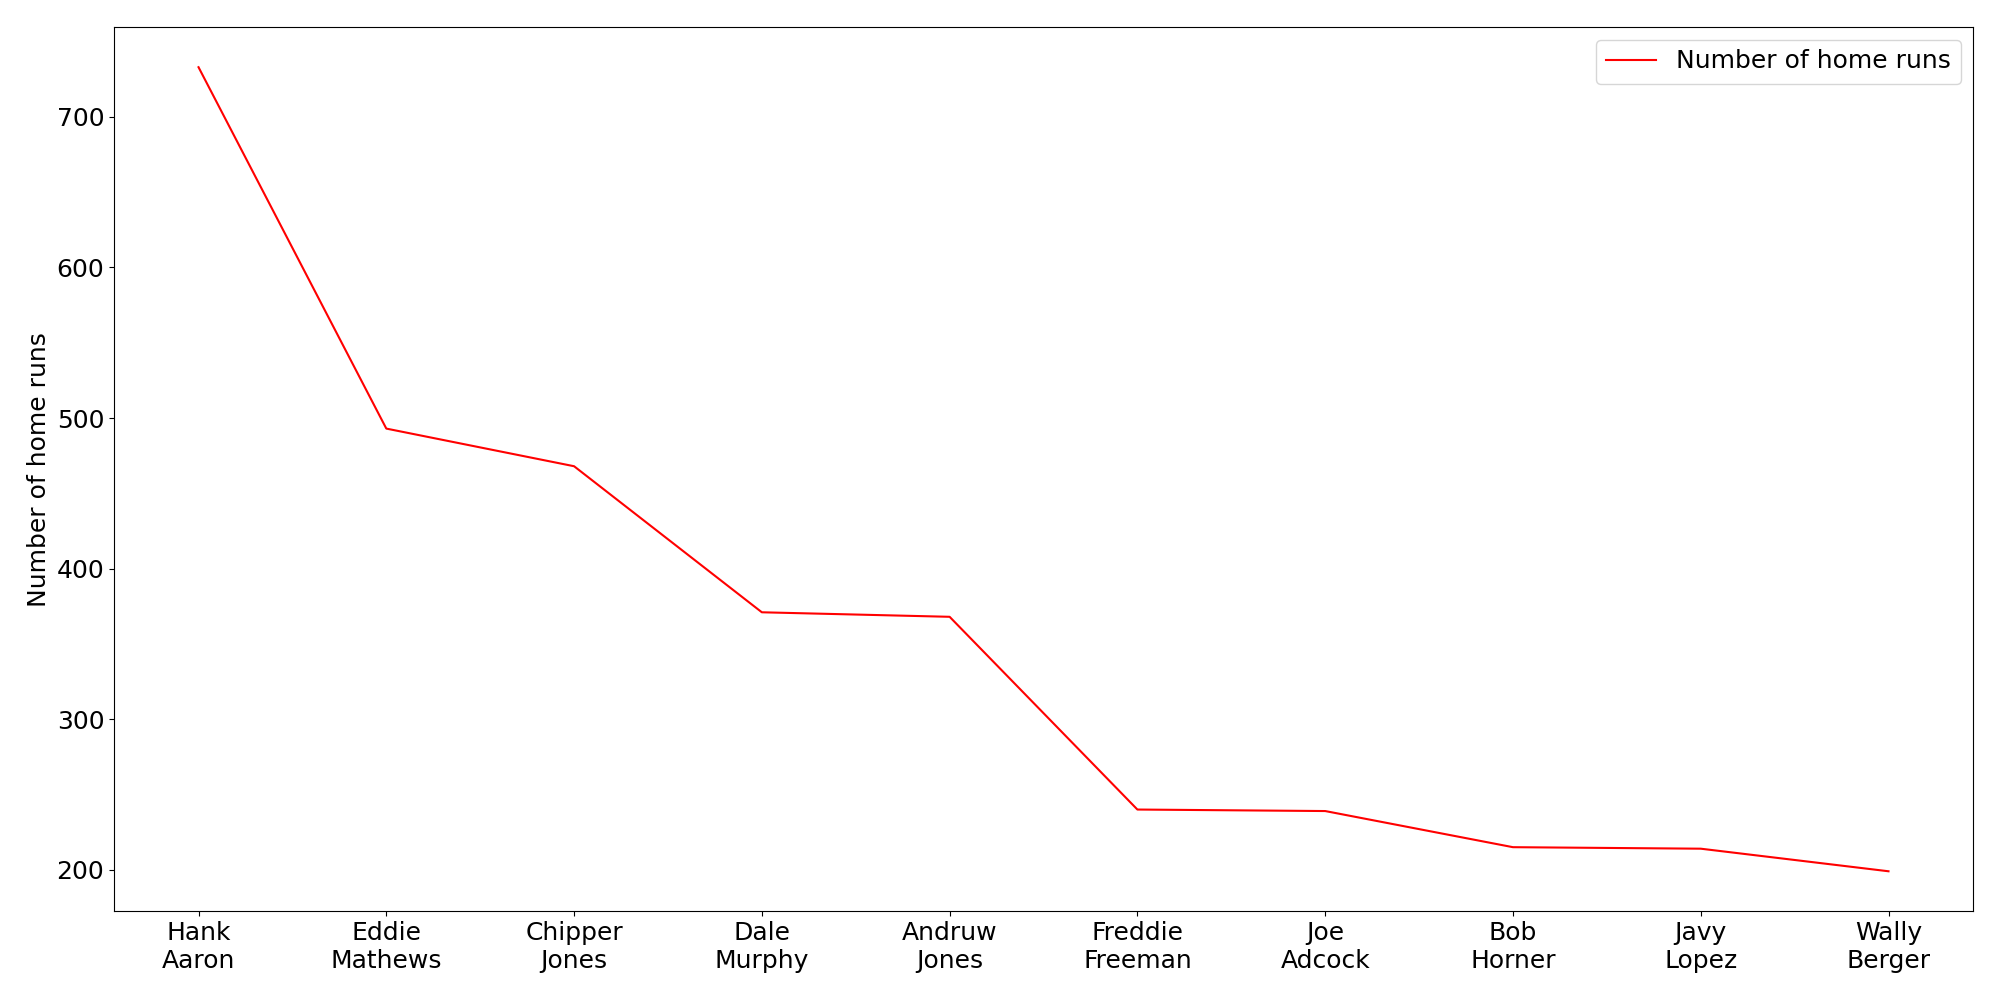 Number of home runs
700
600
500
400
300
200
Number of home runs
Hank
Aaron
Eddie
Mathews
Chipper
Jones
Dale
Murphy
Andruw
Jones
Freddie
Freeman
Joe
Adcock
Bob
Horner
Javy
Lopez
Wally
Berger